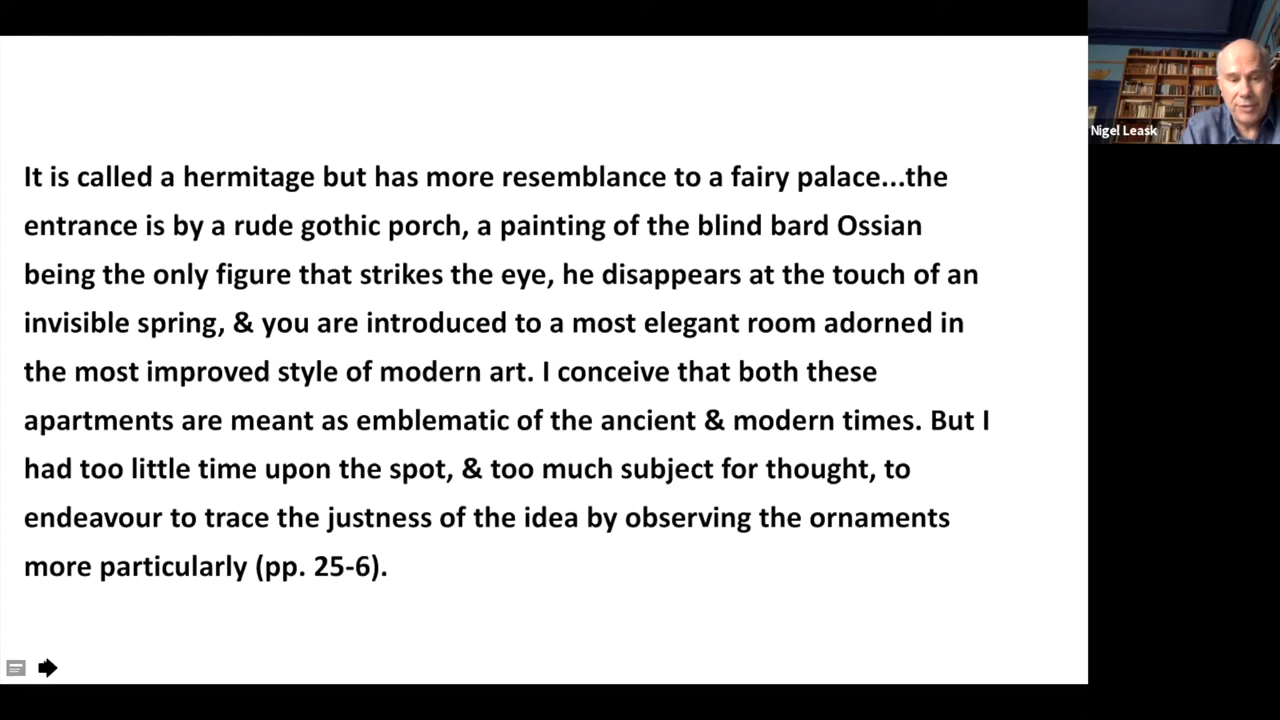 It is called a hermitage but has more resemblance to a fairy palace...the
entrance is by a rude gothic porch, a painting of the blind bard Ossian
being the only figure that strikes the eye, he disappears at the touch of an
invisible spring, & you are introduced to a most elegant room adorned in
the most improved style of modern art. I conceive that both these
apartments are meant as emblematic of the ancient & modern times. But I
had too little time upon the spot, & too much subject for thought, to
endeavour to trace the justness of the idea by observing the ornaments
more particularly (pp. 25-6).
Nigel Leask